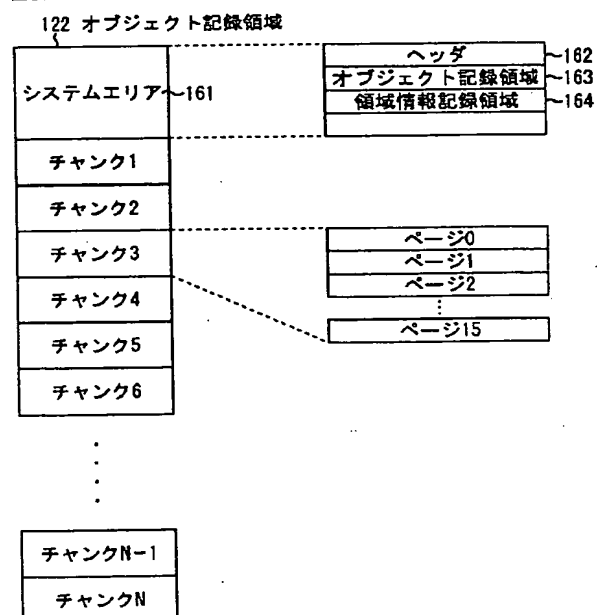 122 オブジェクト記録領域
システムエリア
161
ヘッダ
162
オブジェクト記録領域
163
領域情報記録領域
164
チャンク1
チャンク2
チャンク3
チャンク4
チャンク5
チャンク6
ページ0
ページ1
ページ2
ページ15
チャンクN-1
チャンクN